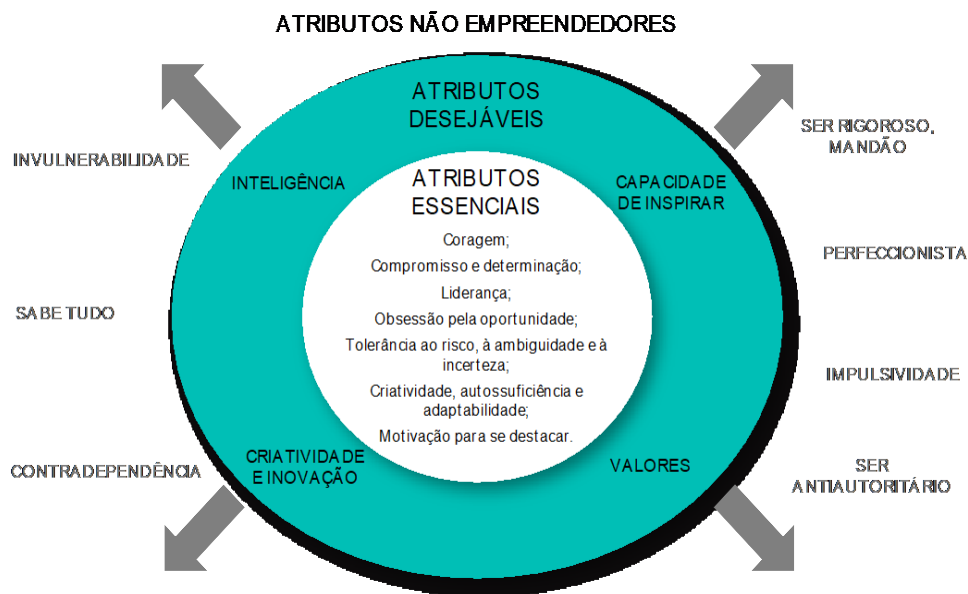 ATRIBUTOS NÃO EMPREENDEDORES
ATRIBUTOS
DESEJÁVEIS
INTELIGÊNCIA
CAPACIDADE
DE INSPIRAR
CRIATIVIDADE
E INOVAÇÃO
VALORES
ATRIBUTOS
ESSENCIAIS
Coragem;
Compromisso e determinação;
Liderança;
Obsessão pela oportunidade;
Tolerância ao risco, à ambiguidade e à
incerteza;
Criatividade, autossuficiência e
adaptabilidade;
Motivação para se destacar.
INVULNERABILIDADE
SABE TUDO
CONTRADEPENDÊNCIA
SER RIGOROSO,
MANDÃO
PERFECCIONISTA
IMPULSIVIDADE
SER
ANTIAUTORITÁRIO